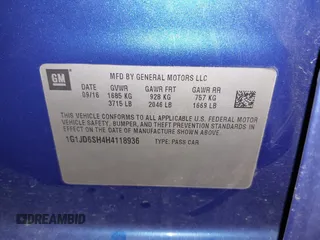 GM
MFD BY GENERAL MOTORS LLC
DATE GVWR GAWR FRT GAWR RR
09/16 1685 KG 928 KG 757 KG
3715 LB 2046 LB 1669 LB
THIS VEHICLE CONFORMS TO ALL APPLICABLE U.S. FEDERAL MOTOR
VEHICLE SAFETY, BUMPER, AND THEFT PREVENTION STANDARDS IN
EFFECT ON THE DATE OF MANUFACTURE SHOWN ABOVE.
1G1JD6SH4H4118936 TYPE: PASS CAR
DREAMBID